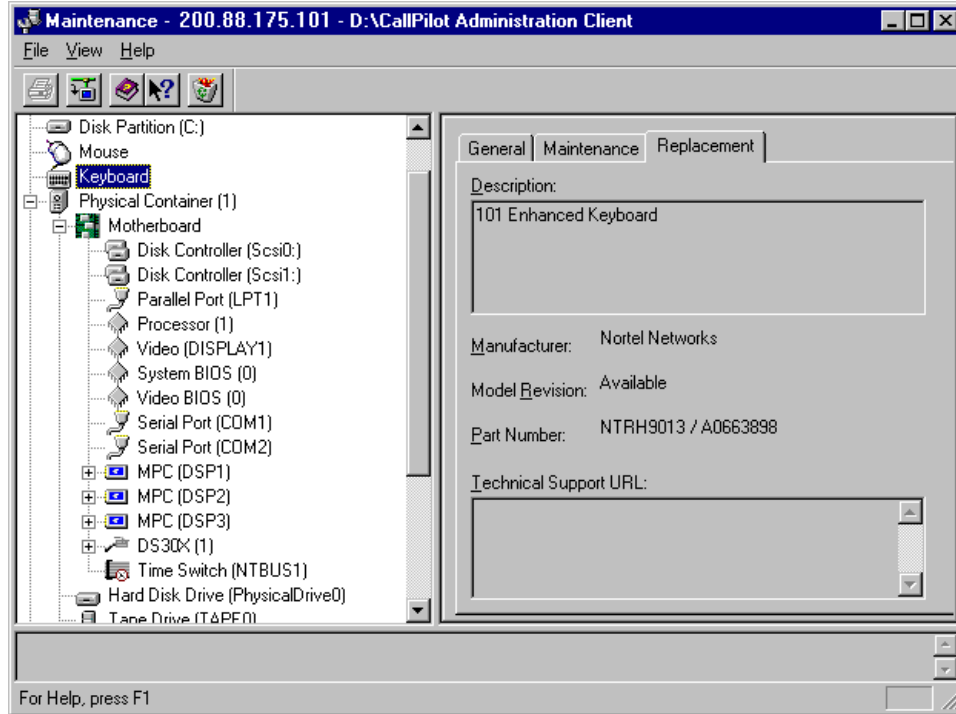 Maintenance - 200.88.175.101 - D:\CallPilot Administration Client
File View Help
Disk Partition (C:)
Mouse
Keyboard
Physical Container (1)
Motherboard
Disk Controller (Scsi0:)
Disk Controller (Scsi1:)
Parallel Port (LPT1)
Processor (1)
Video (DISPLAY1)
System BIOS (0)
Video BIOS (0)
Serial Port (COM1)
Serial Port (COM2)
MPC (DSP1)
MPC (DSP2)
MPC (DSP3)
DS30X (1)
Time Switch (NTBUS1)
Hard Disk Drive (PhysicalDrive0)
Tape Drive (TAPE0)
General Maintenance Replacement
Description:
101 Enhanced Keyboard
Manufacturer: Nortel Networks
Model Revision: Available
Part Number: NTRH9013 / A0663898
Technical Support URL:
For Help, press F1